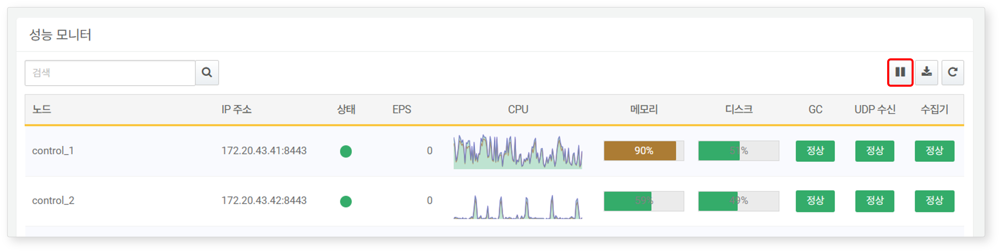 성능 모니터
검색
노드 IP 주소 상태 EPS CPU 메모리 디스크 GC UDP 수신 수집기
control_1 172.20.43.41:8443 0 90% 51% 정상 정상 정상
control_2 172.20.43.42:8443 0 59% 49% 정상 정상 정상